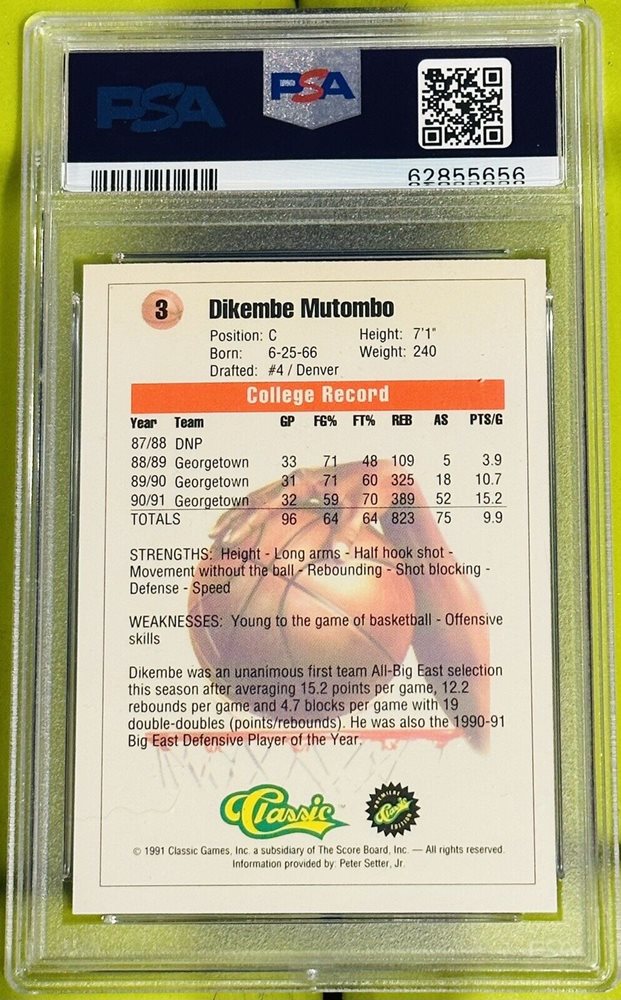 PSA
PSA
62855656
3 Dikembe Mutombo
Position: C Height: 7'1"
Born: 6-25-66 Weight: 240
Drafted: #4 / Denver
College Record
Year Team GP FG% FT% REB AS PTS/G
87/88 DNP
88/89 Georgetown 33 71 48 109 5 3.9
89/90 Georgetown 31 71 60 325 18 10.7
90/91 Georgetown 32 59 70 389 52 15.2
TOTALS 96 64 64 823 75 9.9
STRENGTHS: Height - Long arms - Half hook shot -
Movement without the ball - Rebounding - Shot blocking -
Defense - Speed
WEAKNESSES: Young to the game of basketball - Offensive
skills
Dikembe was an unanimous first team All-Big East selection
this season after averaging 15.2 points per game, 12.2
rebounds per game and 4.7 blocks per game with 19
double-doubles (points/rebounds). He was also the 1990-91
Big East Defensive Player of the Year.
Classic™
PREMIERE Classic EDITION
© 1991 Classic Games, Inc. a subsidiary of The Score Board, Inc. — All rights reserved.
Information provided by: Peter Setter, Jr.